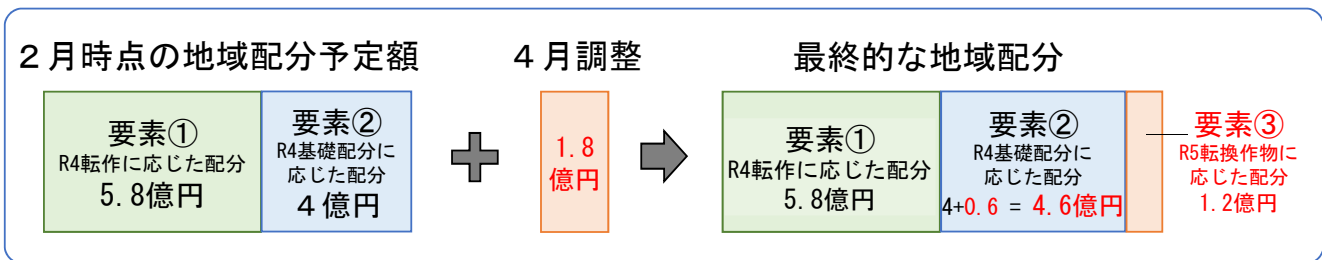 ２月時点の地域配分予定額
要素①
R4転作に応じた配分
5.8億円
要素②
R4基礎配分に
応じた配分
４億円
４月調整
1.8
億円
最終的な地域配分
要素①
R4転作に応じた配分
5.8億円
要素②
R4基礎配分に
応じた配分
4+0.6 = 4.6億円
要素③
R5転換作物に
応じた配分
1.2億円